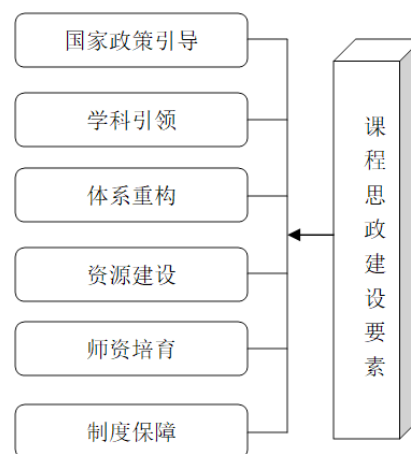 国家政策引导
学科引领
体系重构
资源建设
师资培育
制度保障
课程思政建设要素